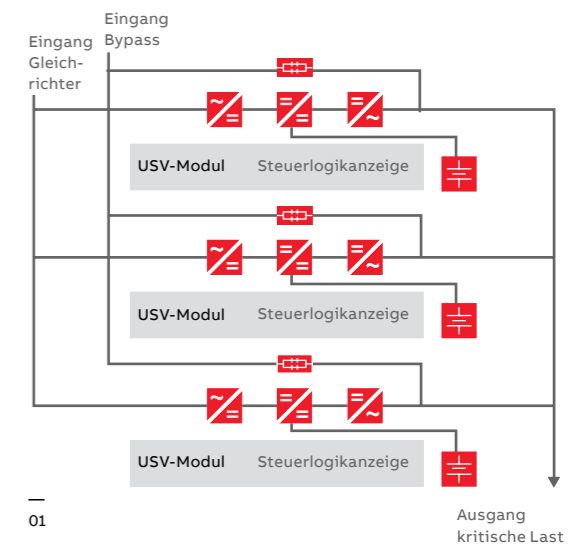 Eingang
Bypass
Eingang
Gleich-
richter
USV-Modul Steuerlogikanzeige
USV-Modul Steuerlogikanzeige
USV-Modul Steuerlogikanzeige
01
Ausgang
kritische Last